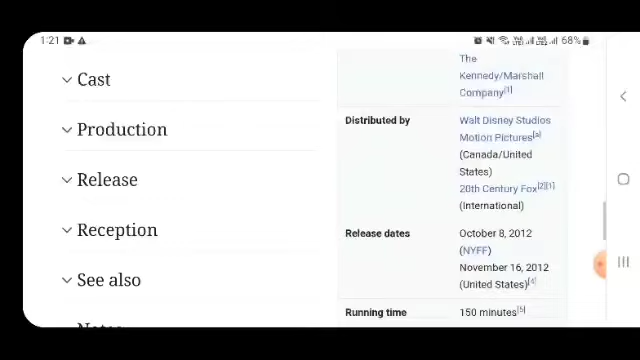 1:21
68%
Cast
Production
Release
Reception
See also
Notes
The
Kennedy/Marshall
Company[1]
Distributed by
Walt Disney Studios
Motion Pictures[a]
(Canada/United
States)
20th Century Fox[2][1]
(International)
Release dates
October 8, 2012
(NYFF)
November 16, 2012
(United States)[4]
Running time
150 minutes[5]